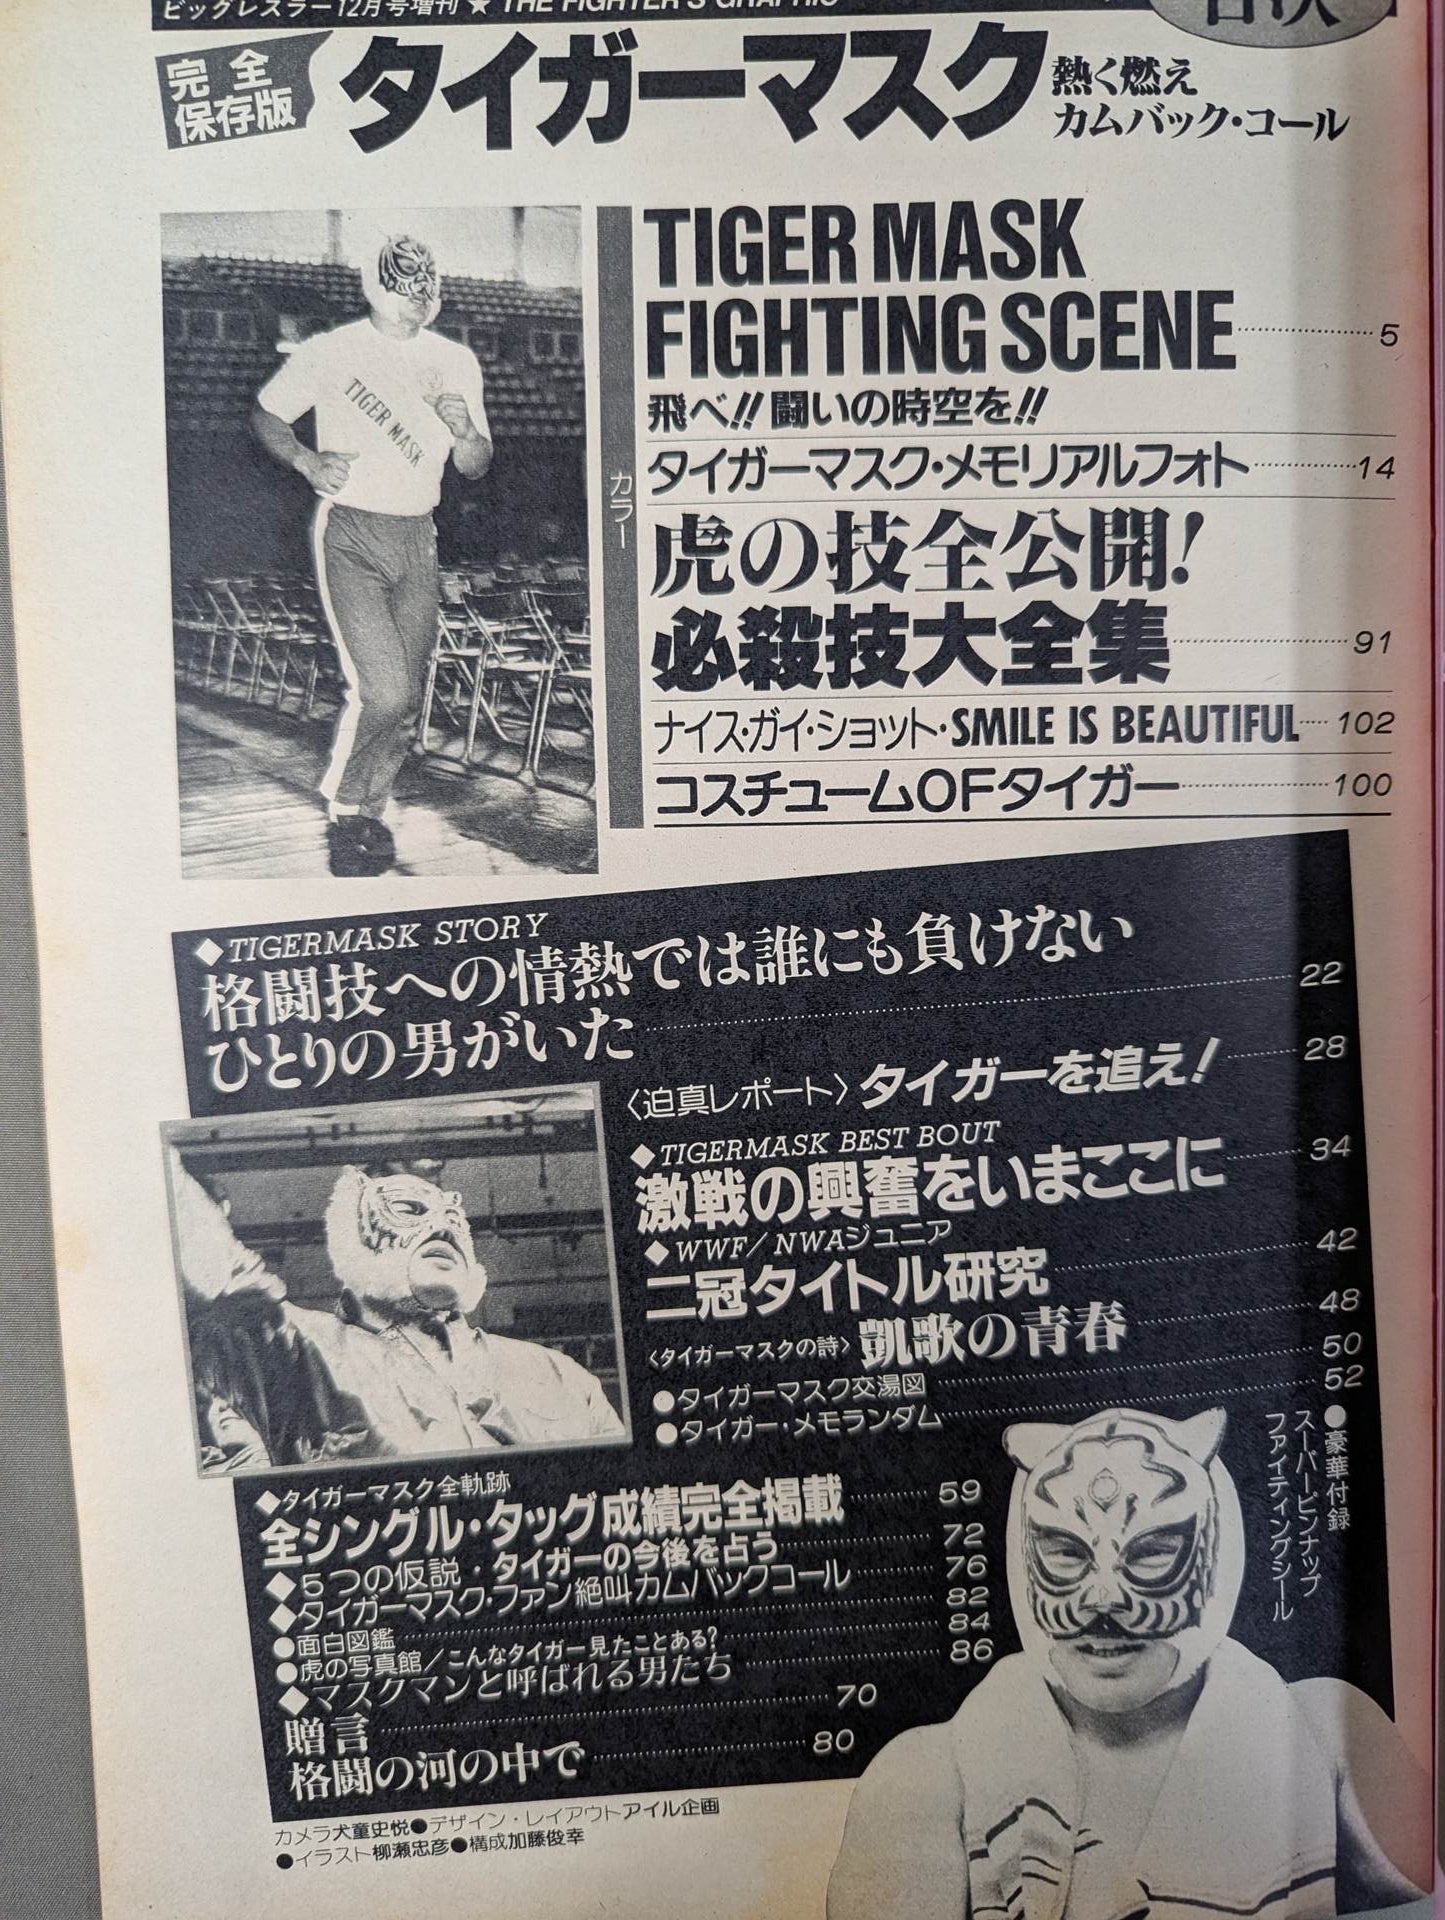 ビッグレスラー12月号増刊 ★ THE FIGHTER'S GRAPHIC
目次
完全
保存版
タイガーマスク
熱く燃え
カムバック・コール
カラー
TIGER MASK
FIGHTING SCENE 5
飛べ!!闘いの時空を!!
タイガーマスク・メモリアルフォト 14
虎の技全公開!
必殺技大全集 91
ナイス・ガイ・ショット・SMILE IS BEAUTIFUL 102
コスチュームOFタイガー 100
TIGER MASK
◆TIGERMASK STORY
格闘技への情熱では誰にも負けない
ひとりの男がいた 22
〈迫真レポート〉タイガーを追え! 28
◆TIGERMASK BEST BOUT
激戦の興奮をいまここに 34
◆WWF/NWAジュニア
二冠タイトル研究 42
〈タイガーマスクの詩〉凱歌の青春 48
●タイガーマスク交湯図 50
●タイガー・メモランダム 52
◆タイガーマスク全軌跡
全シングル・タッグ成績完全掲載 59
◆5つの仮説・タイガーの今後を占う 72
◆タイガーマスク・ファン絶叫カムバックコール 76
●面白図鑑 82
●虎の写真館/こんなタイガー見たことある? 84
◆マスクマンと呼ばれる男たち 86
贈言 70
格闘の河の中で 80
●豪華付録
スーパーピンナップ
ファイティングシール
カメラ犬童史悦●デザイン・レイアウトアイル企画
●イラスト柳瀬忠彦●構成加藤俊幸